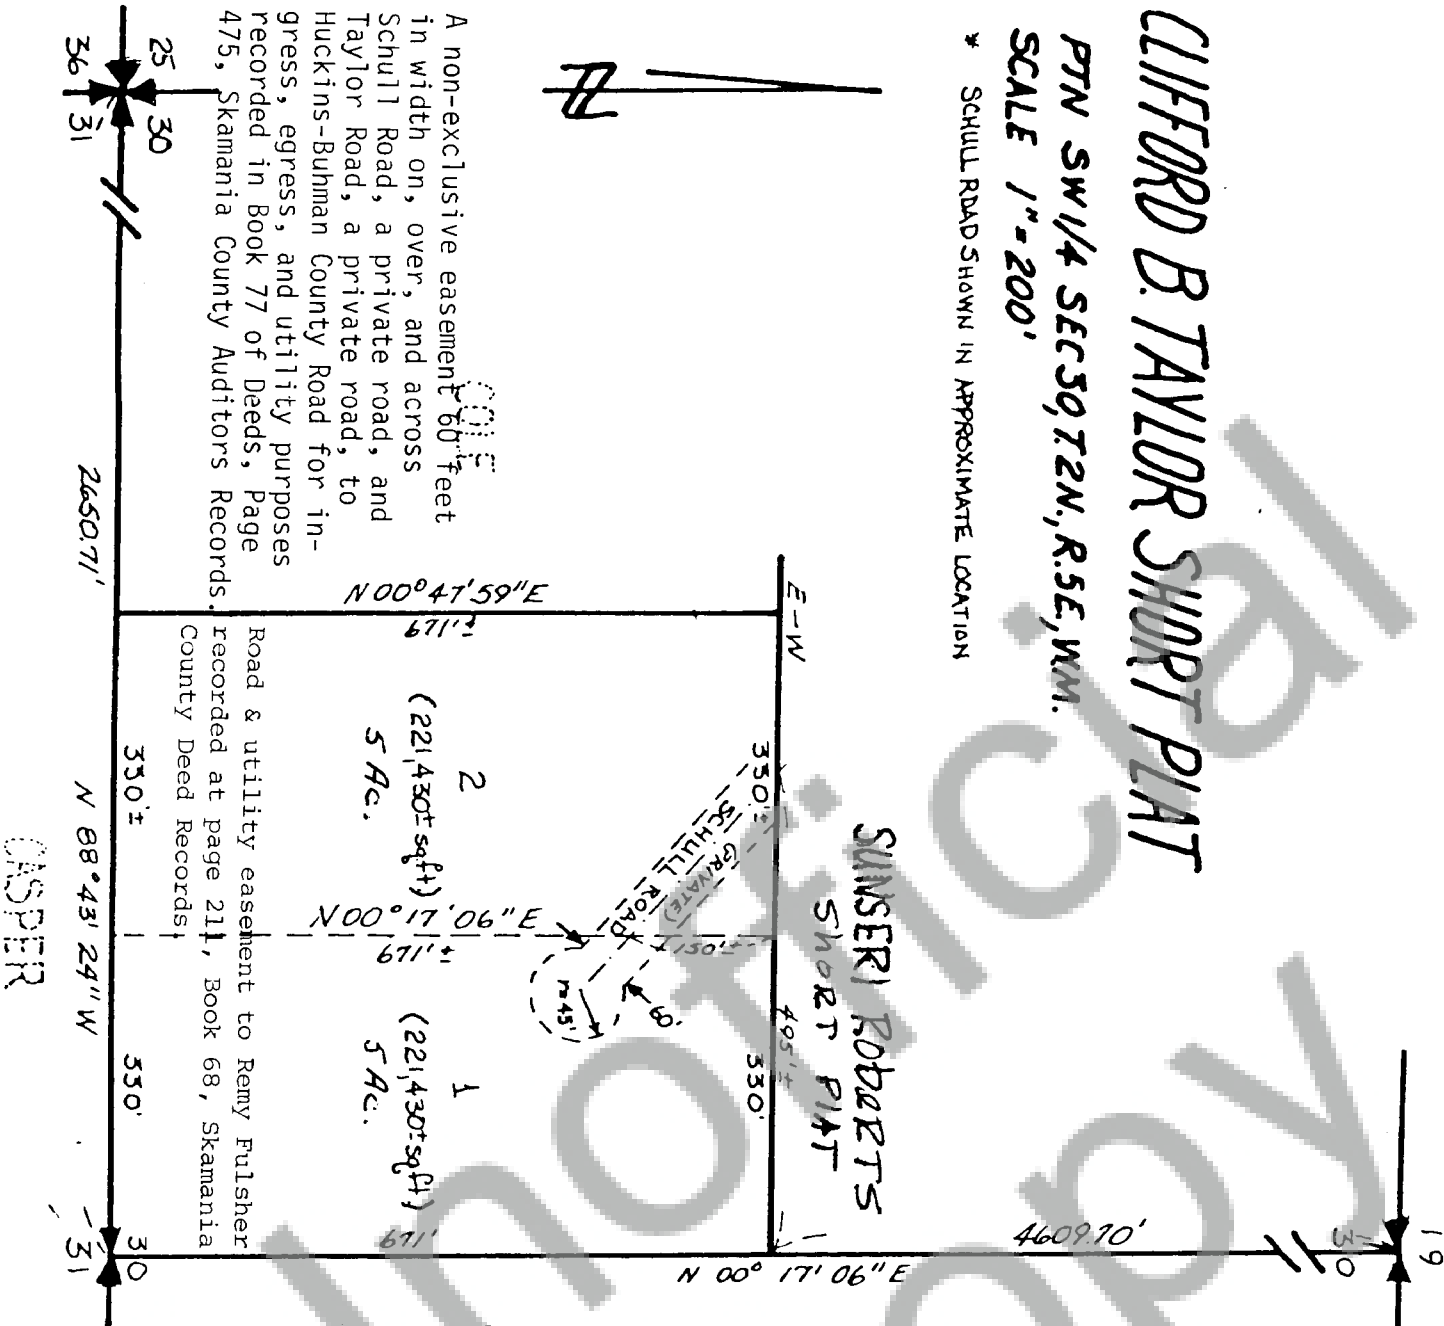 CLIFFORD B. TAYLOR SHORT PLAT
PTN SW1/4 SEC 30, T.2N., R.5E, W.M.
SCALE 1"=200'
* SCHULL ROAD SHOWN IN APPROXIMATE LOCATION
19
30
4609.70'
N 00° 17' 06" E
SUNSERI ROBERTS
SHORT PLAT
E-W
330'±
495'±
330'
150'±
SCHULL ROAD
(PRIVATE)
60'
r=45'
N 00° 47' 59" E
671'±
2
(221,430± sqft)
5 Ac.
N 00° 17' 06" E
671'±
1
(221,430± sqft)
5 Ac.
671'
COLE
A non-exclusive easement 60 feet
in width on, over, and across
Schull Road, a private road, and
Taylor Road, a private road, to
Huckins-Buhman County Road for in-
gress, egress, and utility purposes
recorded in Book 77 of Deeds, Page
475, Skamania County Auditors Records.
Road & utility easement to Remy Fulsher
recorded at page 211, Book 68, Skamania
County Deed Records.
25
30
36
31
2650.71'
330'±
330'
N 88° 43' 24" W
30
31
CASPER
Unofficial
Copy